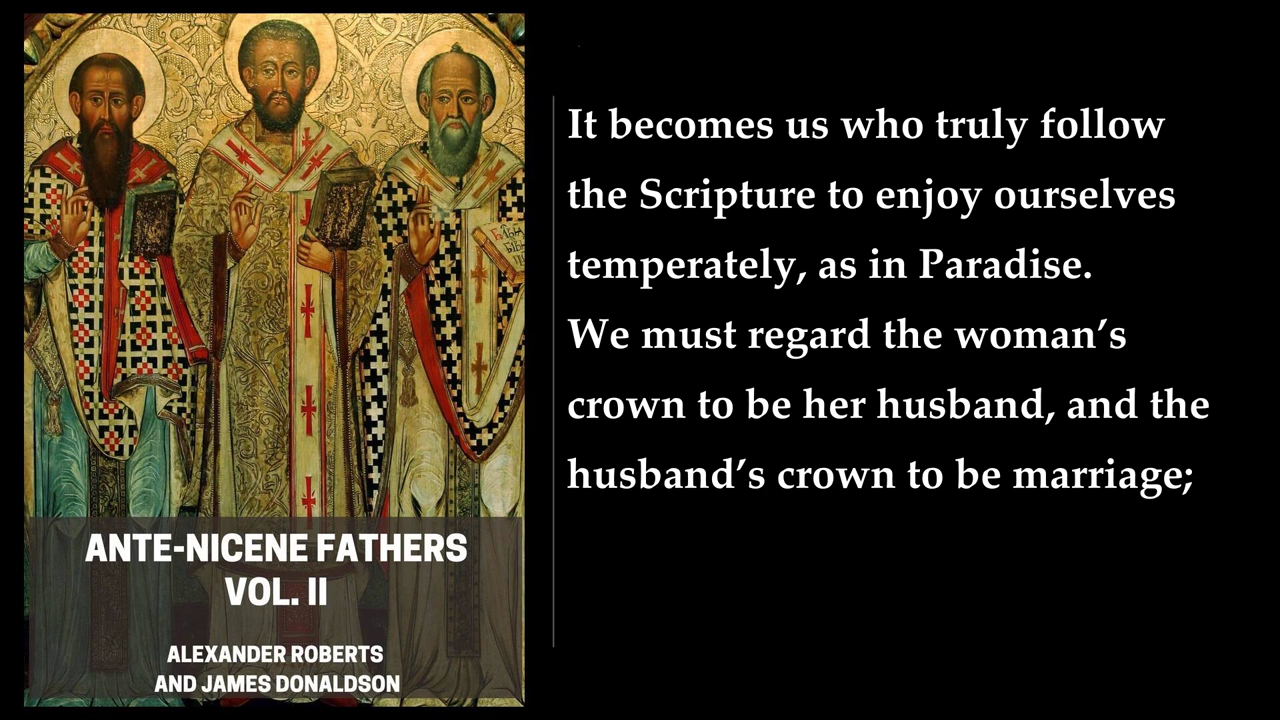 It becomes us who truly follow
the Scripture to enjoy ourselves
temperately, as in Paradise.
We must regard the woman’s
crown to be her husband, and the
husband’s crown to be marriage;
ANTE-NICENE FATHERS
VOL. II
ALEXANDER ROBERTS
AND JAMES DONALDSON